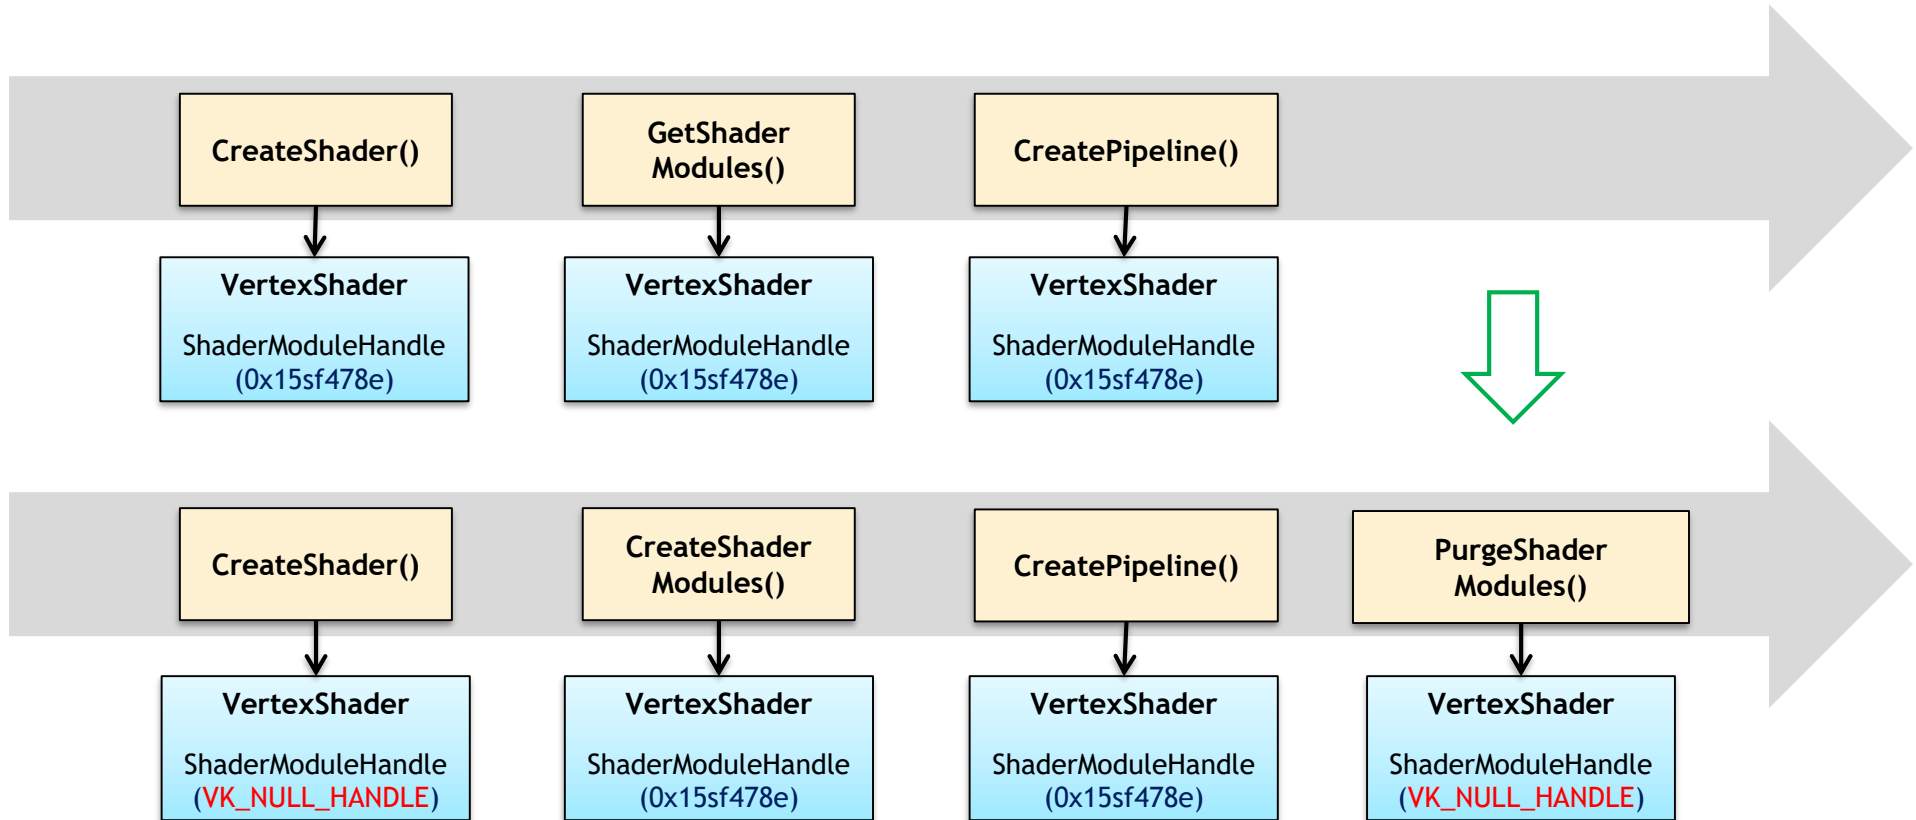 CreateShader()
GetShader
Modules()
CreatePipeline()
VertexShader
ShaderModuleHandle
(0x15sf478e)
VertexShader
ShaderModuleHandle
(0x15sf478e)
VertexShader
ShaderModuleHandle
(0x15sf478e)
CreateShader()
CreateShader
Modules()
CreatePipeline()
PurgeShader
Modules()
VertexShader
ShaderModuleHandle
(VK_NULL_HANDLE)
VertexShader
ShaderModuleHandle
(0x15sf478e)
VertexShader
ShaderModuleHandle
(0x15sf478e)
VertexShader
ShaderModuleHandle
(VK_NULL_HANDLE)